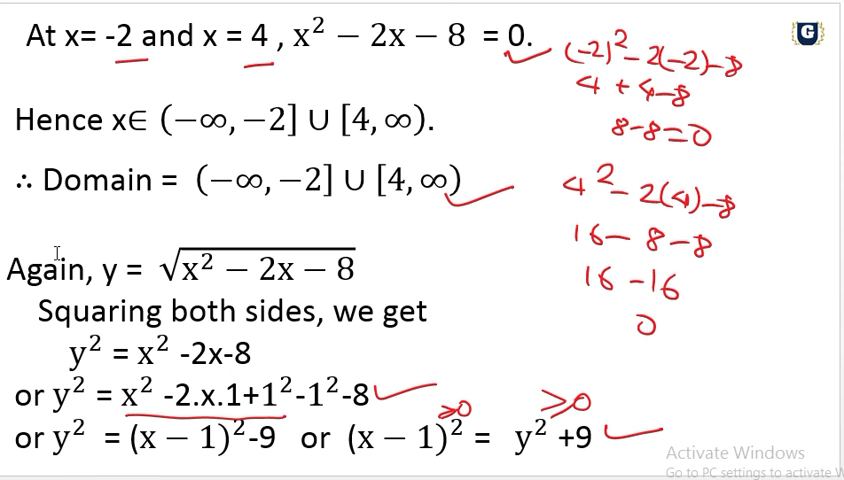 At x= -2 and x = 4 , x² − 2x − 8 = 0.
Hence x∈ (−∞, −2] ∪ [4, ∞).
∴ Domain = (−∞, −2] ∪ [4, ∞)
Again, y = √(x² − 2x − 8)
Squaring both sides, we get
y² = x² -2x-8
or y² = x² -2.x.1+1²-1²-8
or y² = (x − 1)²-9 or (x − 1)² = y² +9
≥0
≥0
(-2)² - 2(-2) - 8
4 + 4 - 8
8 - 8 = 0
4² - 2(4) - 8
16 - 8 - 8
16 - 16
0
G
Activate Windows
Go to PC settings to activate W